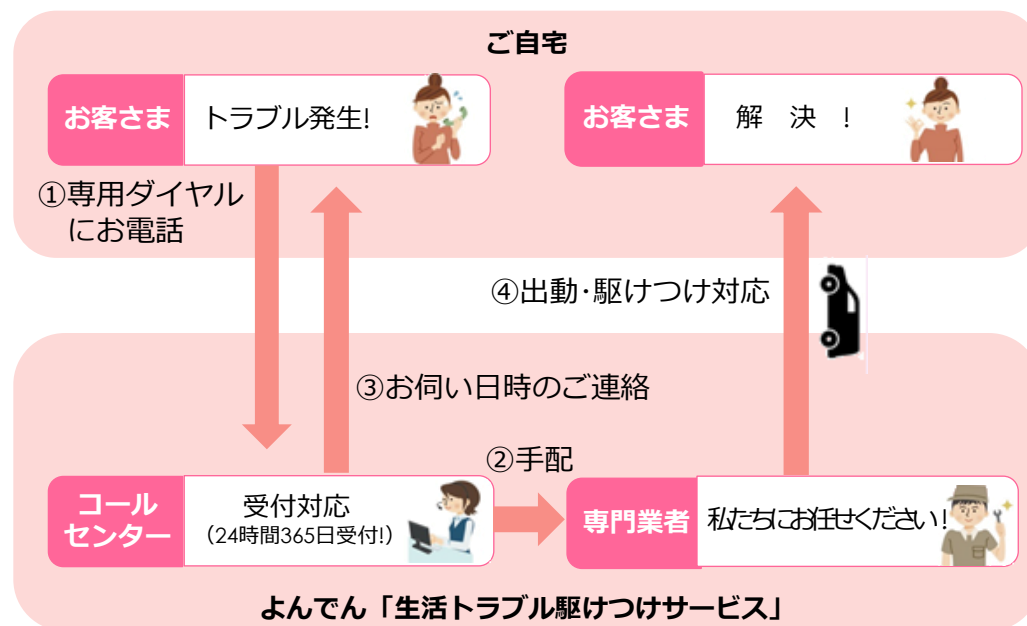 ご自宅
お客さま
トラブル発生!
お客さま
解 決 !
①専用ダイヤル
にお電話
④出動・駆けつけ対応
③お伺い日時のご連絡
②手配
コール
センター
受付対応
(24時間365日受付!)
専門業者
私たちにお任せください!
よんでん「生活トラブル駆けつけサービス」